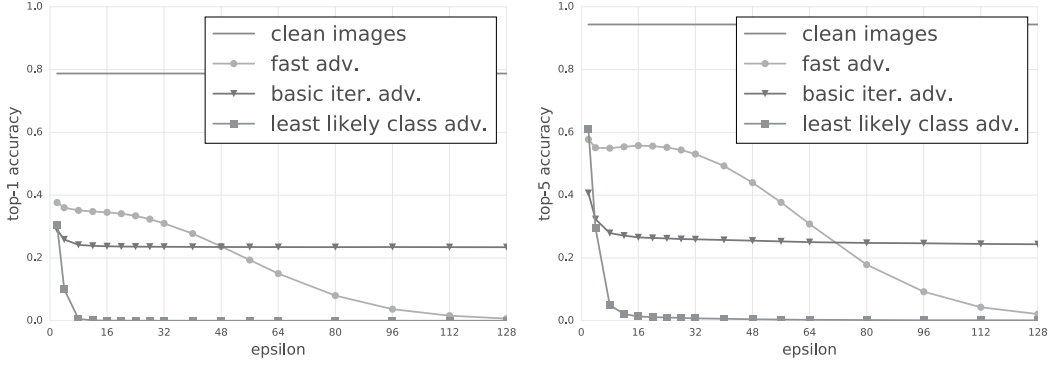 1.0
0.8
0.6
0.4
0.2
0.0
top-1 accuracy
clean images
fast adv.
basic iter. adv.
least likely class adv.
0 16 32 48 64 80 96 112 128
epsilon
1.0
0.8
0.6
0.4
0.2
0.0
top-5 accuracy
clean images
fast adv.
basic iter. adv.
least likely class adv.
0 16 32 48 64 80 96 112 128
epsilon